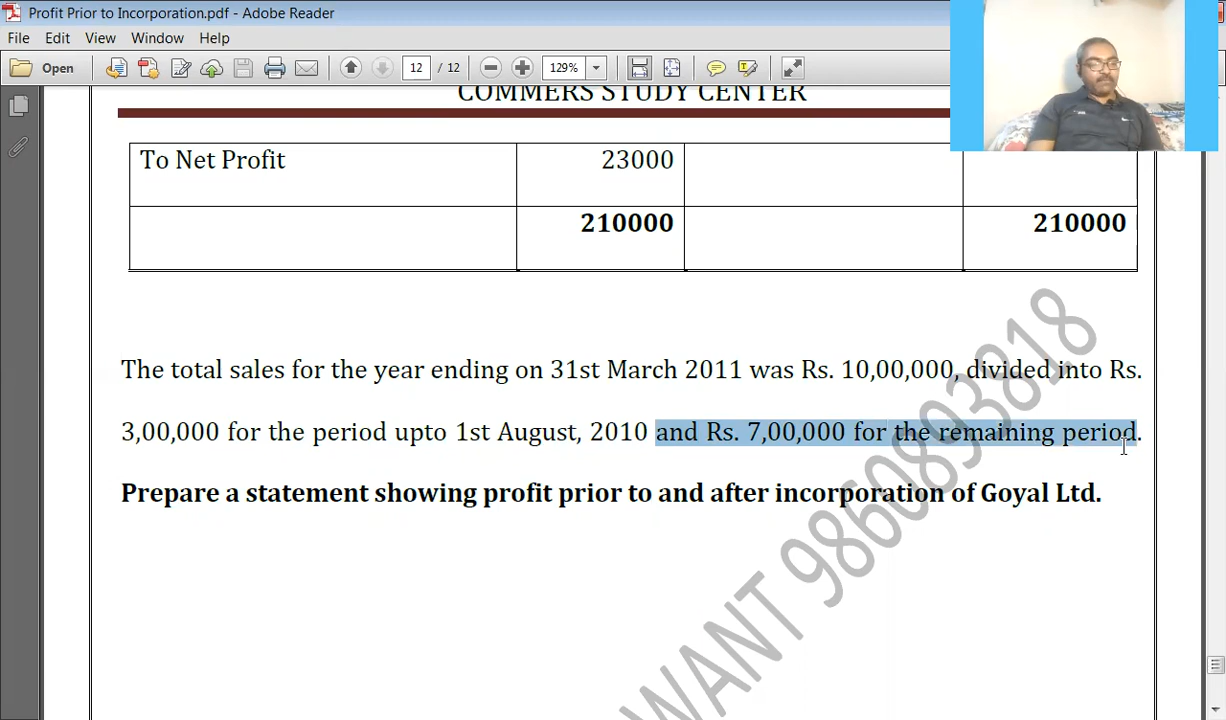 Profit Prior to Incorporation.pdf - Adobe Reader
File Edit View Window Help
Open 12 / 12 129%
COMMERS STUDY CENTER
To Net Profit 23000
210000 210000
The total sales for the year ending on 31st March 2011 was Rs. 10,00,000, divided into Rs.
3,00,000 for the period upto 1st August, 2010 and Rs. 7,00,000 for the remaining period.
Prepare a statement showing profit prior to and after incorporation of Goyal Ltd.
WANT 9860893818